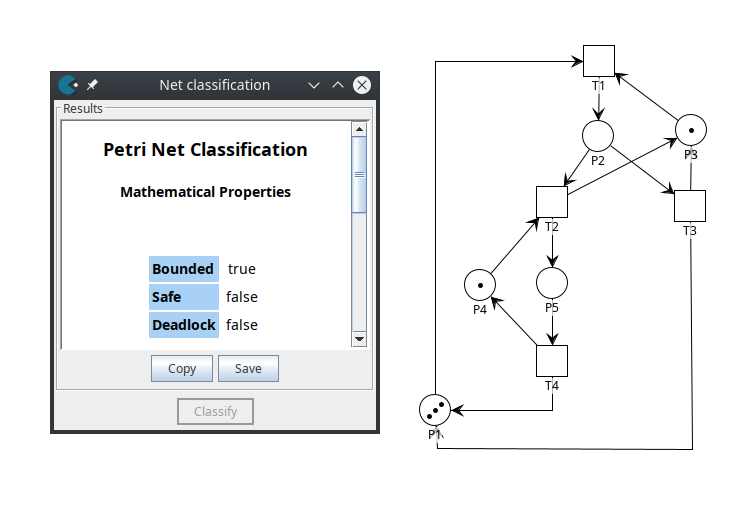 Net classification
Results
Petri Net Classification
Mathematical Properties
Bounded true
Safe false
Deadlock false
Copy Save
Classify
T1
P2
P3
T2
T3
P4
P5
T4
P1